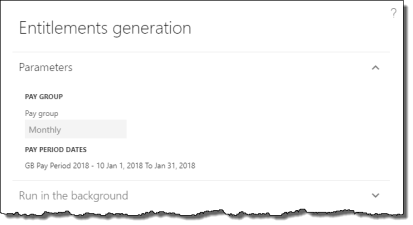 ?
Entitlements generation
Parameters
PAY GROUP
Pay group
Monthly
PAY PERIOD DATES
GB Pay Period 2018 - 10 Jan 1, 2018 To Jan 31, 2018
Run in the background